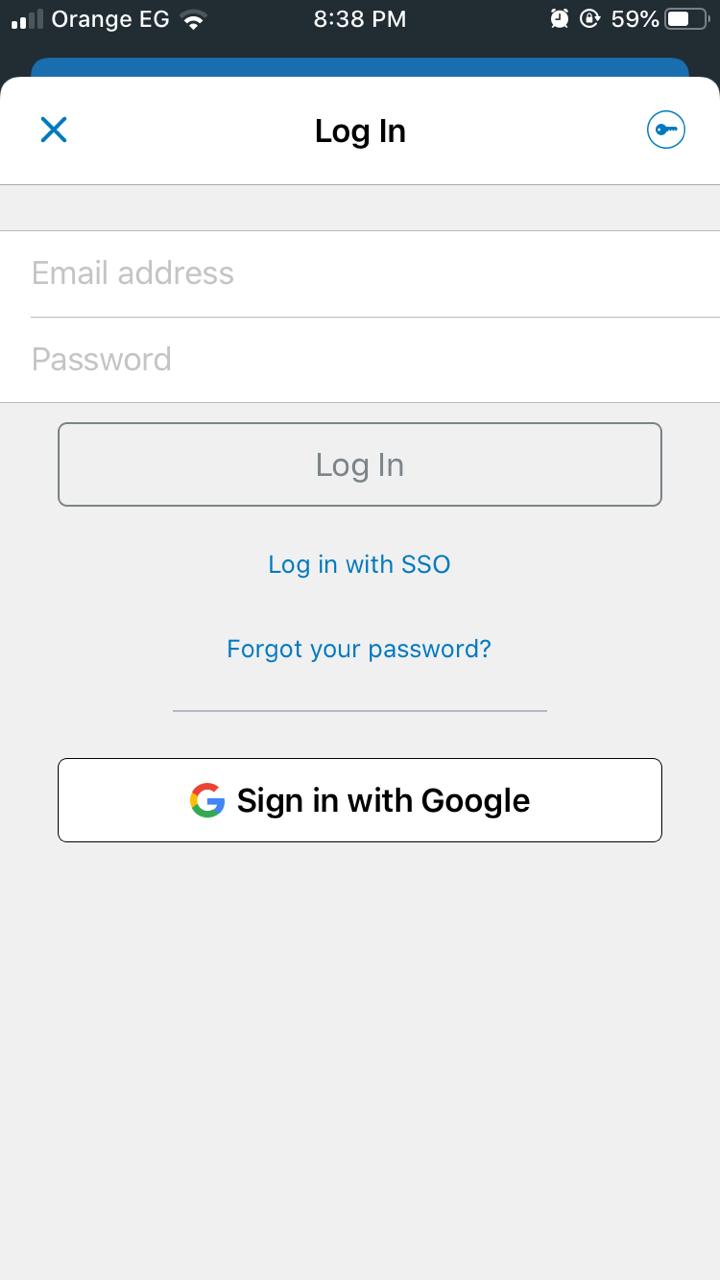 Orange EG 8:38 PM 59%
Log In
Email address
Password
Log In
Log in with SSO
Forgot your password?
Sign in with Google